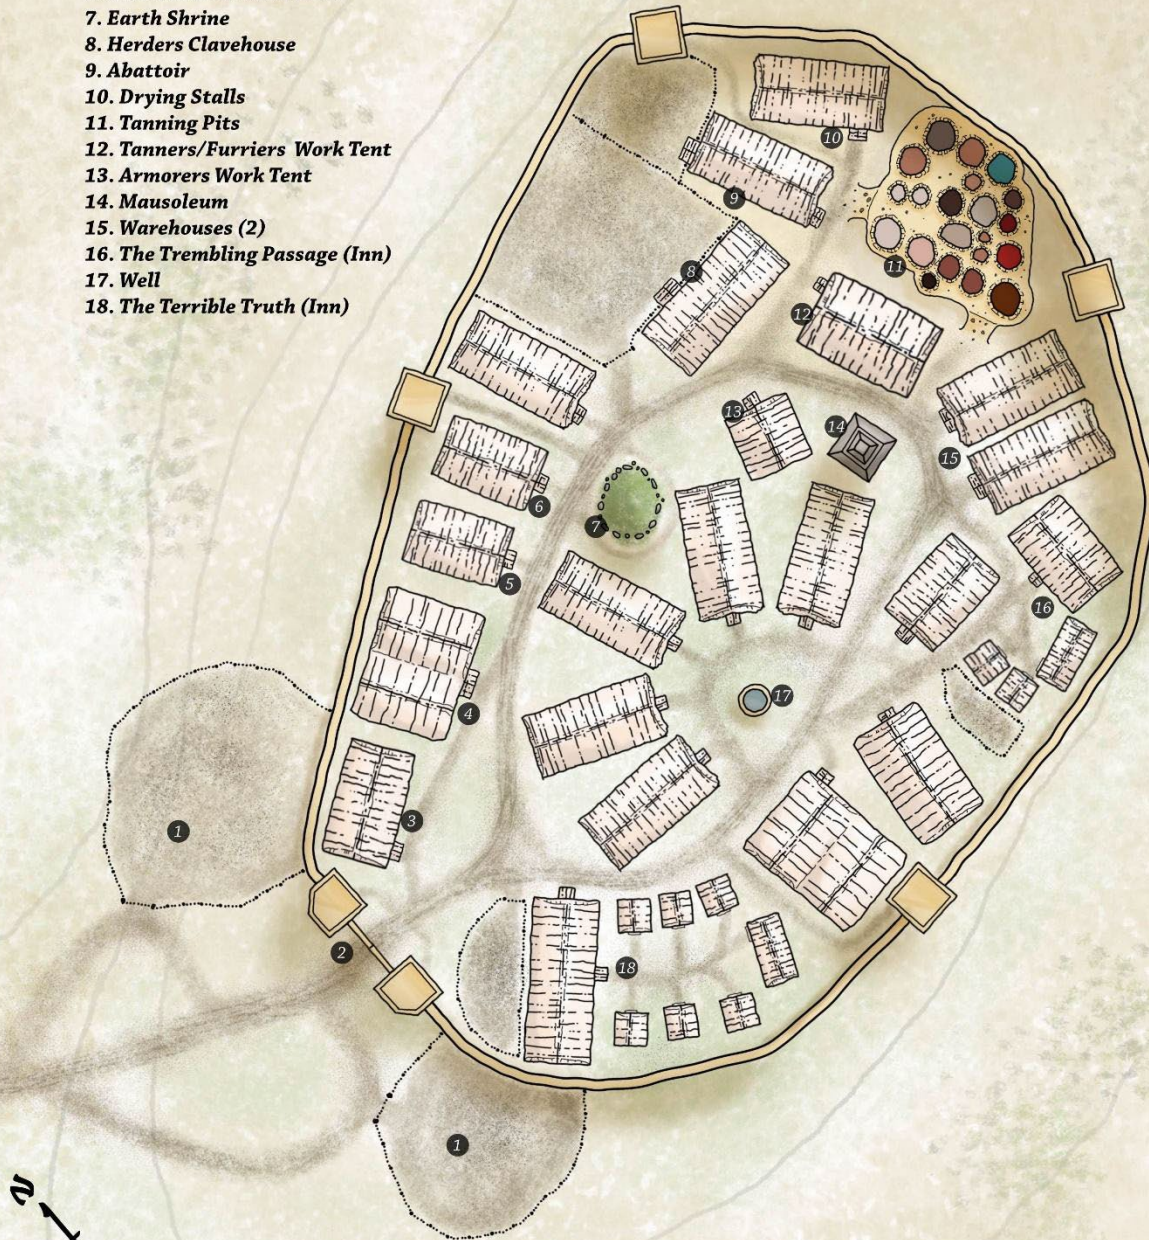 7. Earth Shrine
8. Herders Clavehouse
9. Abattoir
10. Drying Stalls
11. Tanning Pits
12. Tanners/Furriers Work Tent
13. Armorers Work Tent
14. Mausoleum
15. Warehouses (2)
16. The Trembling Passage (Inn)
17. Well
18. The Terrible Truth (Inn)
10
9
11
8
12
13
14
15
6
7
5
16
17
4
3
1
2
18
1
N